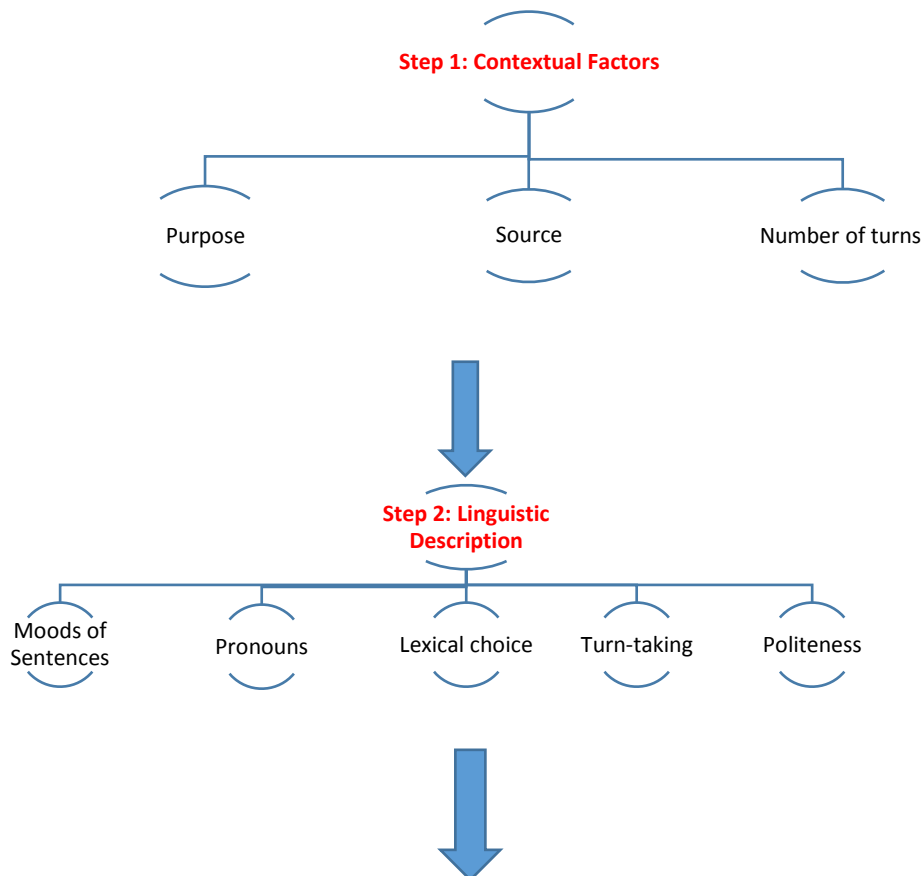 Step 1: Contextual Factors
Purpose
Source
Number of turns
Step 2: Linguistic
Description
Moods of
Sentences
Pronouns
Lexical choice
Turn-taking
Politeness